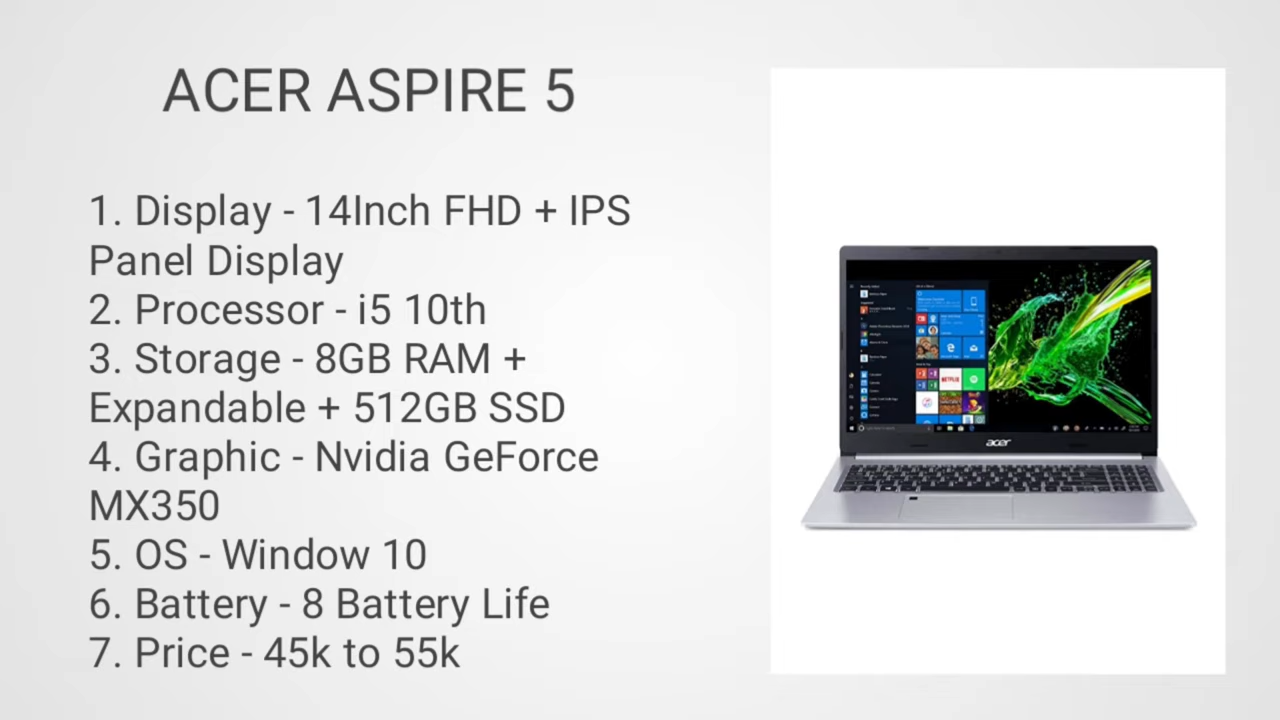 ACER ASPIRE 5
1. Display - 14Inch FHD + IPS
Panel Display
2. Processor - i5 10th
3. Storage - 8GB RAM +
Expandable + 512GB SSD
4. Graphic - Nvidia GeForce
MX350
5. OS - Window 10
6. Battery - 8 Battery Life
7. Price - 45k to 55k
NETFLIX
acer